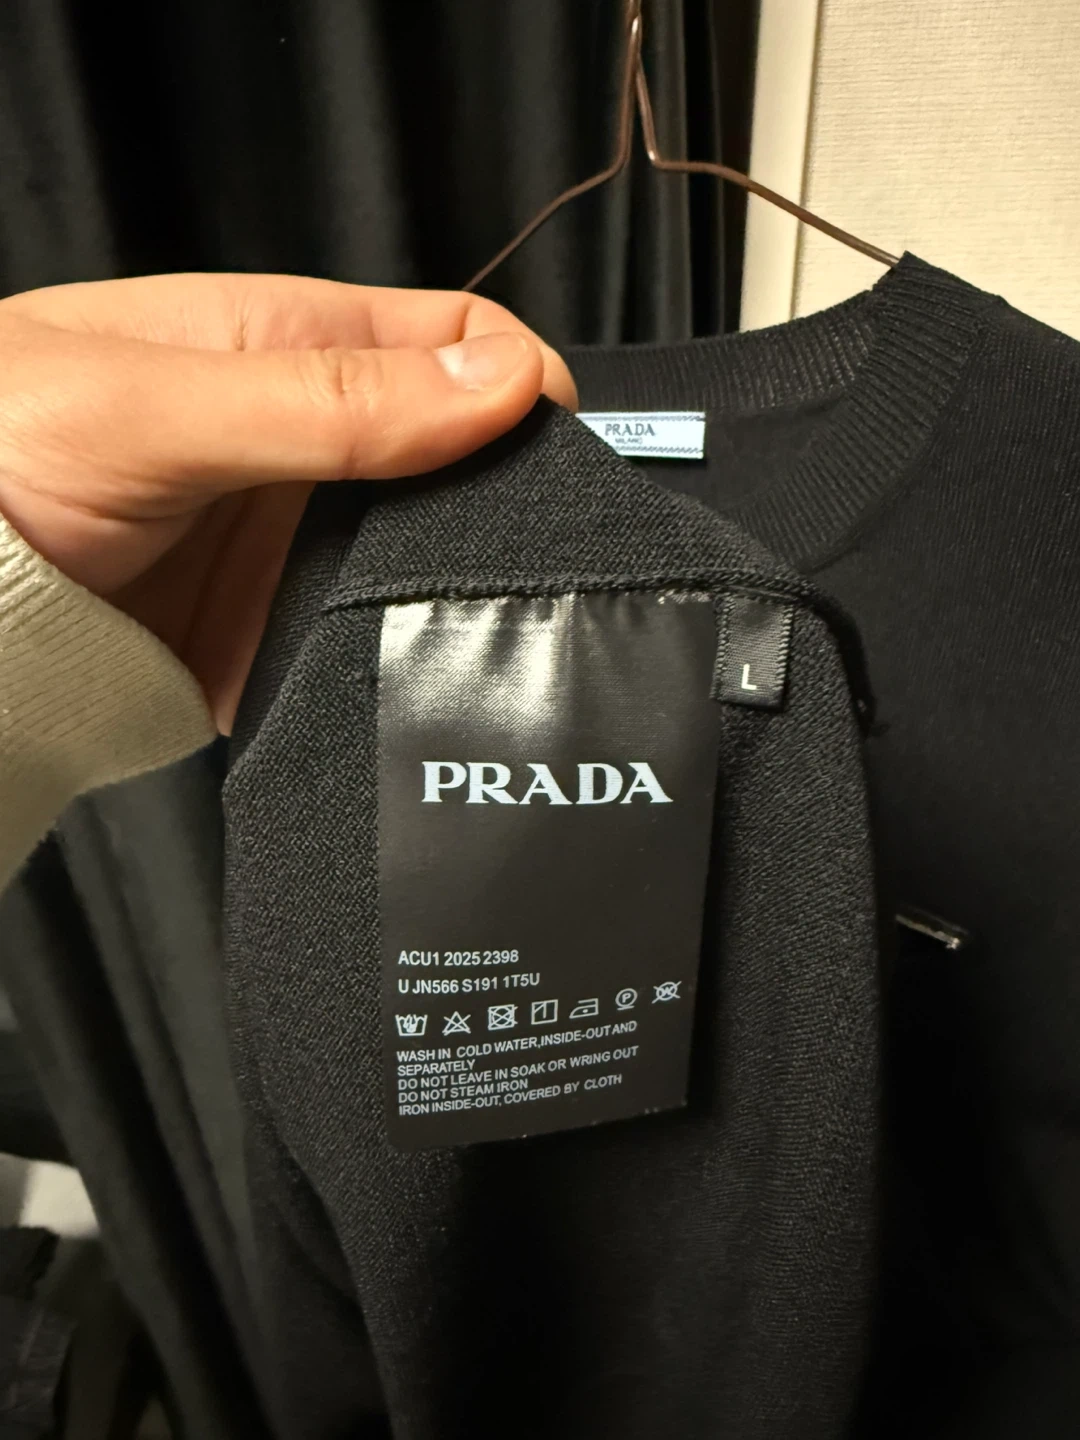 PRADA
MILANO
L
PRADA
ACU1 2025 2398
U JN566 S191 1T5U
P
WASH IN COLD WATER,INSIDE-OUT AND
SEPARATELY
DO NOT LEAVE IN SOAK OR WRING OUT
DO NOT STEAM IRON
IRON INSIDE-OUT, COVERED BY CLOTH